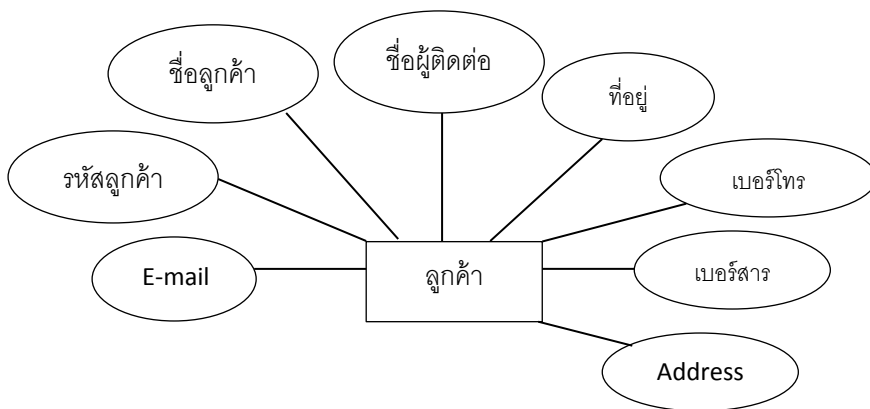 ชื่อลูกค้า
ชื่อผู้ติดต่อ
ที่อยู่
รหัสลูกค้า
เบอร์โทร
E-mail
ลูกค้า
เบอร์สาร
Address